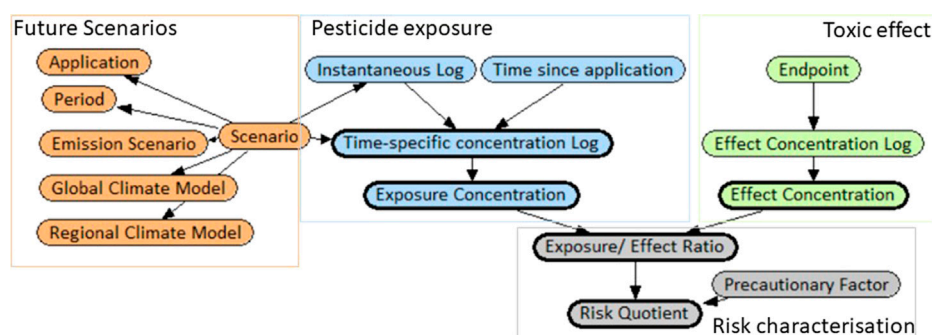 Future Scenarios
Application
Period
Emission Scenario
Global Climate Model
Regional Climate Model
Scenario
Pesticide exposure
Instantaneous Log
Time since application
Time-specific concentration Log
Exposure Concentration
Toxic effect
Endpoint
Effect Concentration Log
Effect Concentration
Exposure/ Effect Ratio
Precautionary Factor
Risk Quotient
Risk characterisation